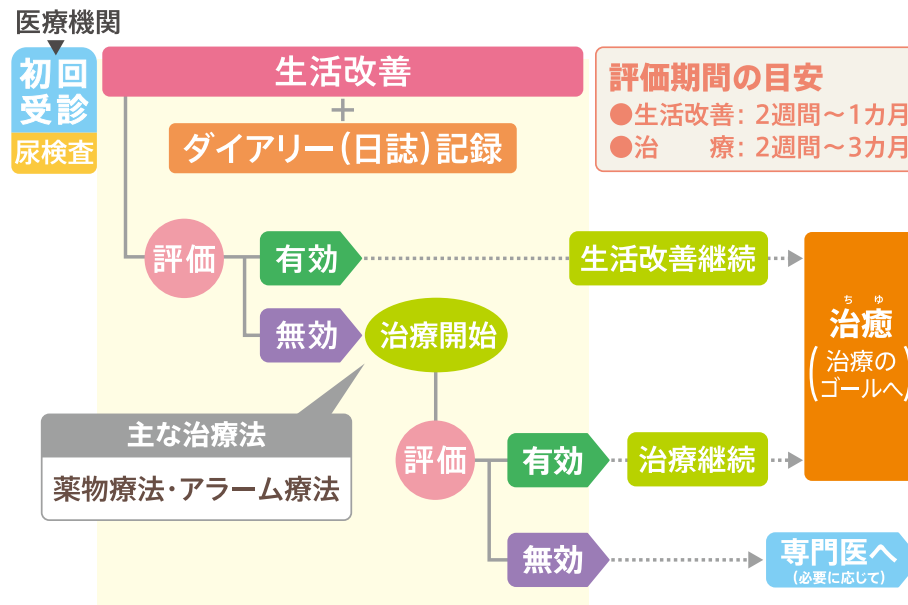 医療機関
初回
受診
尿検査
生活改善
+
ダイアリー（日誌）記録
評価期間の目安
●生活改善：2週間～1カ月
●治　　療：2週間～3カ月
評価
有効
生活改善継続
無効
治療開始
ちゆ
治癒
（治療の
ゴールへ）
主な治療法
薬物療法・アラーム療法
評価
有効
治療継続
無効
専門医へ
（必要に応じて）